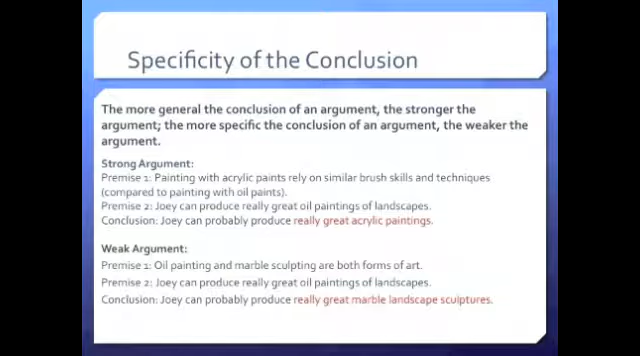 Specificity of the Conclusion
The more general the conclusion of an argument, the stronger the
argument; the more specific the conclusion of an argument, the weaker the
argument.
Strong Argument:
Premise 1: Painting with acrylic paints rely on similar brush skills and techniques
(compared to painting with oil paints).
Premise 2: Joey can produce really great oil paintings of landscapes.
Conclusion: Joey can probably produce really great acrylic paintings.
Weak Argument:
Premise 1: Oil painting and marble sculpting are both forms of art.
Premise 2: Joey can produce really great oil paintings of landscapes.
Conclusion: Joey can probably produce really great marble landscape sculptures.